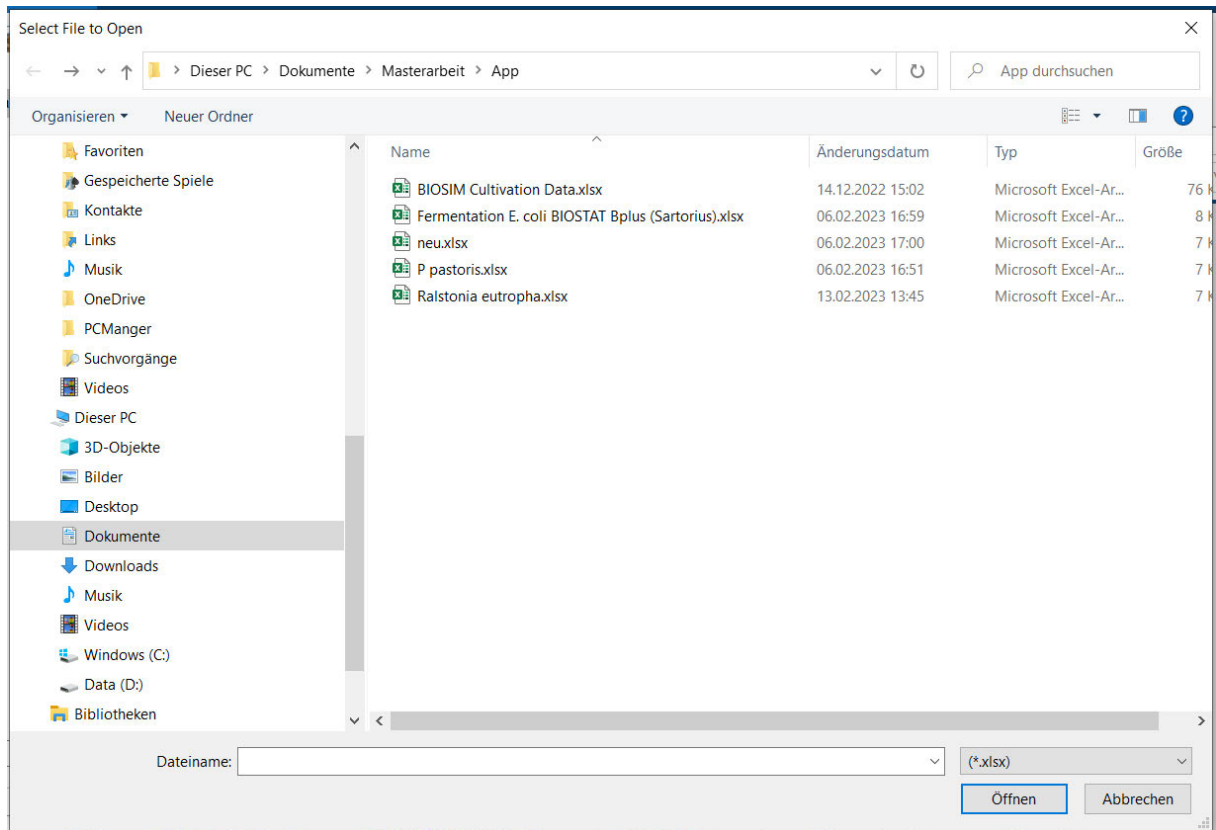 Select File to Open
Dieser PC > Dokumente > Masterarbeit > App
App durchsuchen
Organisieren
Neuer Ordner
?
Favoriten
Gespeicherte Spiele
Kontakte
Links
Musik
OneDrive
PCManger
Suchvorgänge
Videos
Dieser PC
3D-Objekte
Bilder
Desktop
Dokumente
Downloads
Musik
Videos
Windows (C:)
Data (D:)
Bibliotheken
Name Änderungsdatum Typ Größe
BIOSIM Cultivation Data.xlsx 14.12.2022 15:02 Microsoft Excel-Ar... 76 K
Fermentation E. coli BIOSTAT Bplus (Sartorius).xlsx 06.02.2023 16:59 Microsoft Excel-Ar... 8 K
neu.xlsx 06.02.2023 17:00 Microsoft Excel-Ar... 7 K
P pastoris.xlsx 06.02.2023 16:51 Microsoft Excel-Ar... 7 K
Ralstonia eutropha.xlsx 13.02.2023 13:45 Microsoft Excel-Ar... 7 K
Dateiname:
(*.xlsx)
Öffnen
Abbrechen